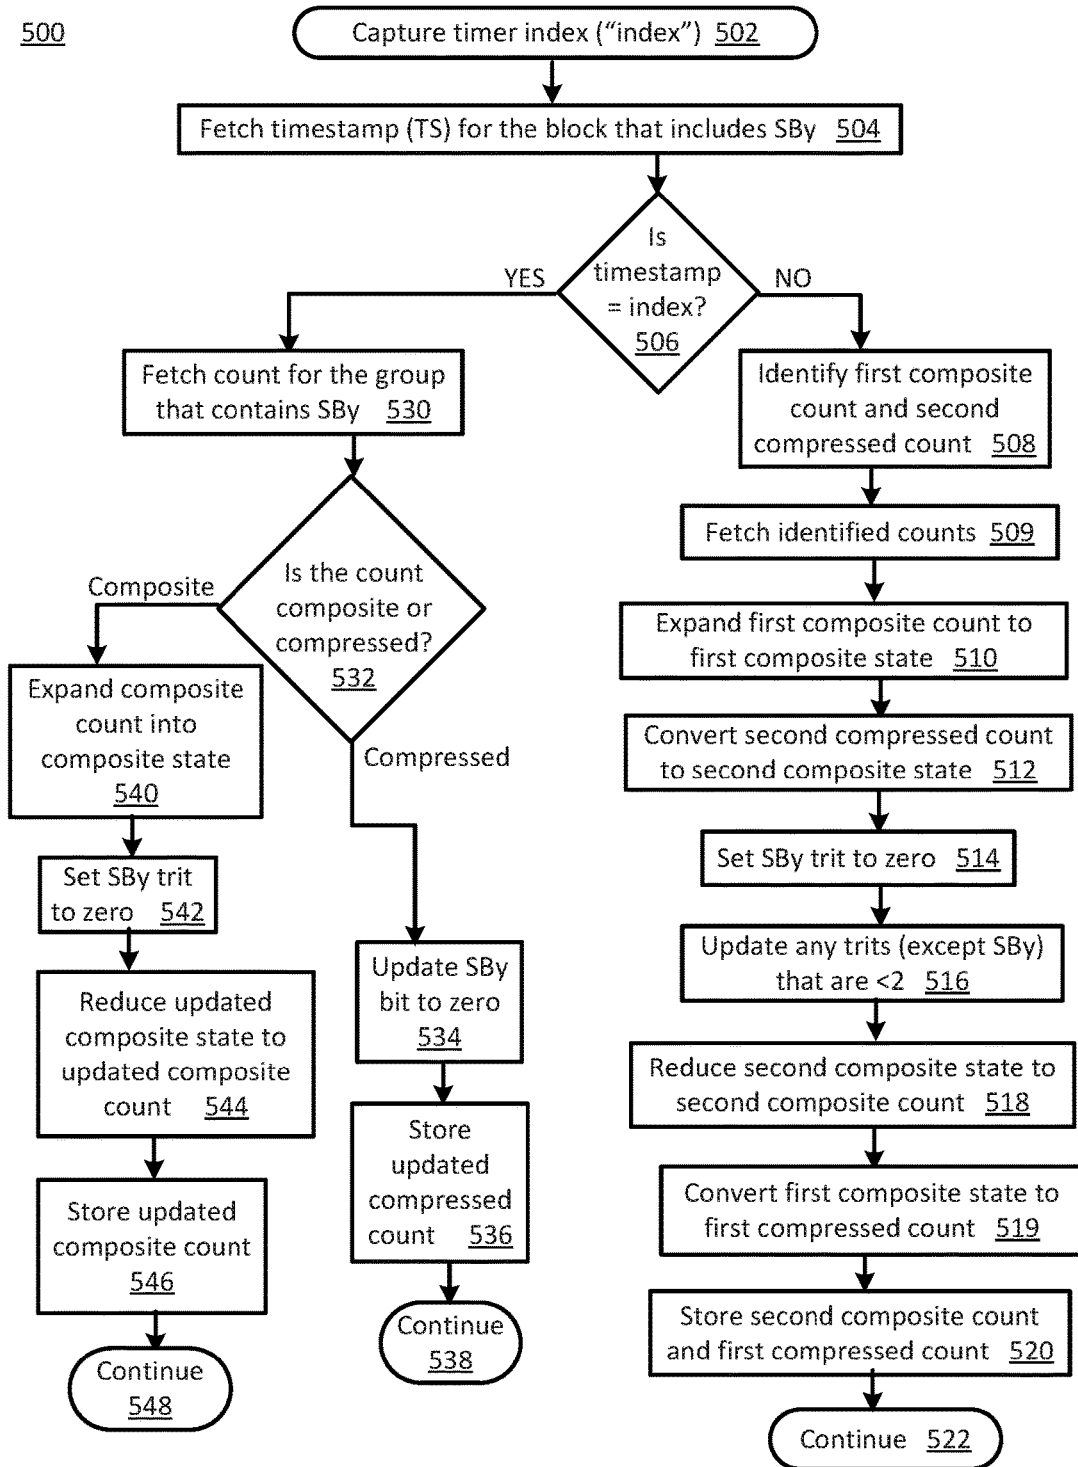 500
Capture timer index (“index”) 502
Fetch timestamp (TS) for the block that includes SBy 504
Is
timestamp
= index?
506
YES
NO
Fetch count for the group
that contains SBy 530
Identify first composite
count and second
compressed count 508
Fetch identified counts 509
Is the count
composite or
compressed?
532
Composite
Compressed
Expand first composite count to
first composite state 510
Expand composite
count into
composite state
540
Convert second compressed count
to second composite state 512
Set SBy trit
to zero 542
Set SBy trit to zero 514
Update SBy
bit to zero
534
Update any trits (except SBy)
that are <2 516
Reduce updated
composite state to
updated composite
count 544
Reduce second composite state to
second composite count 518
Store
updated
compressed
count 536
Store updated
composite count
546
Convert first composite state to
first compressed count 519
Continue
538
Store second composite count
and first compressed count 520
Continue
548
Continue 522